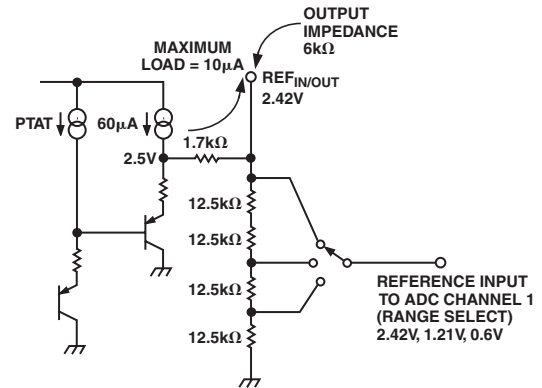 OUTPUT
IMPEDANCE
6kΩ
MAXIMUM
LOAD = 10μA
REFIN/OUT
2.42V
PTAT
60μA
1.7kΩ
2.5V
12.5kΩ
12.5kΩ
12.5kΩ
12.5kΩ
REFERENCE INPUT
TO ADC CHANNEL 1
(RANGE SELECT)
2.42V, 1.21V, 0.6V